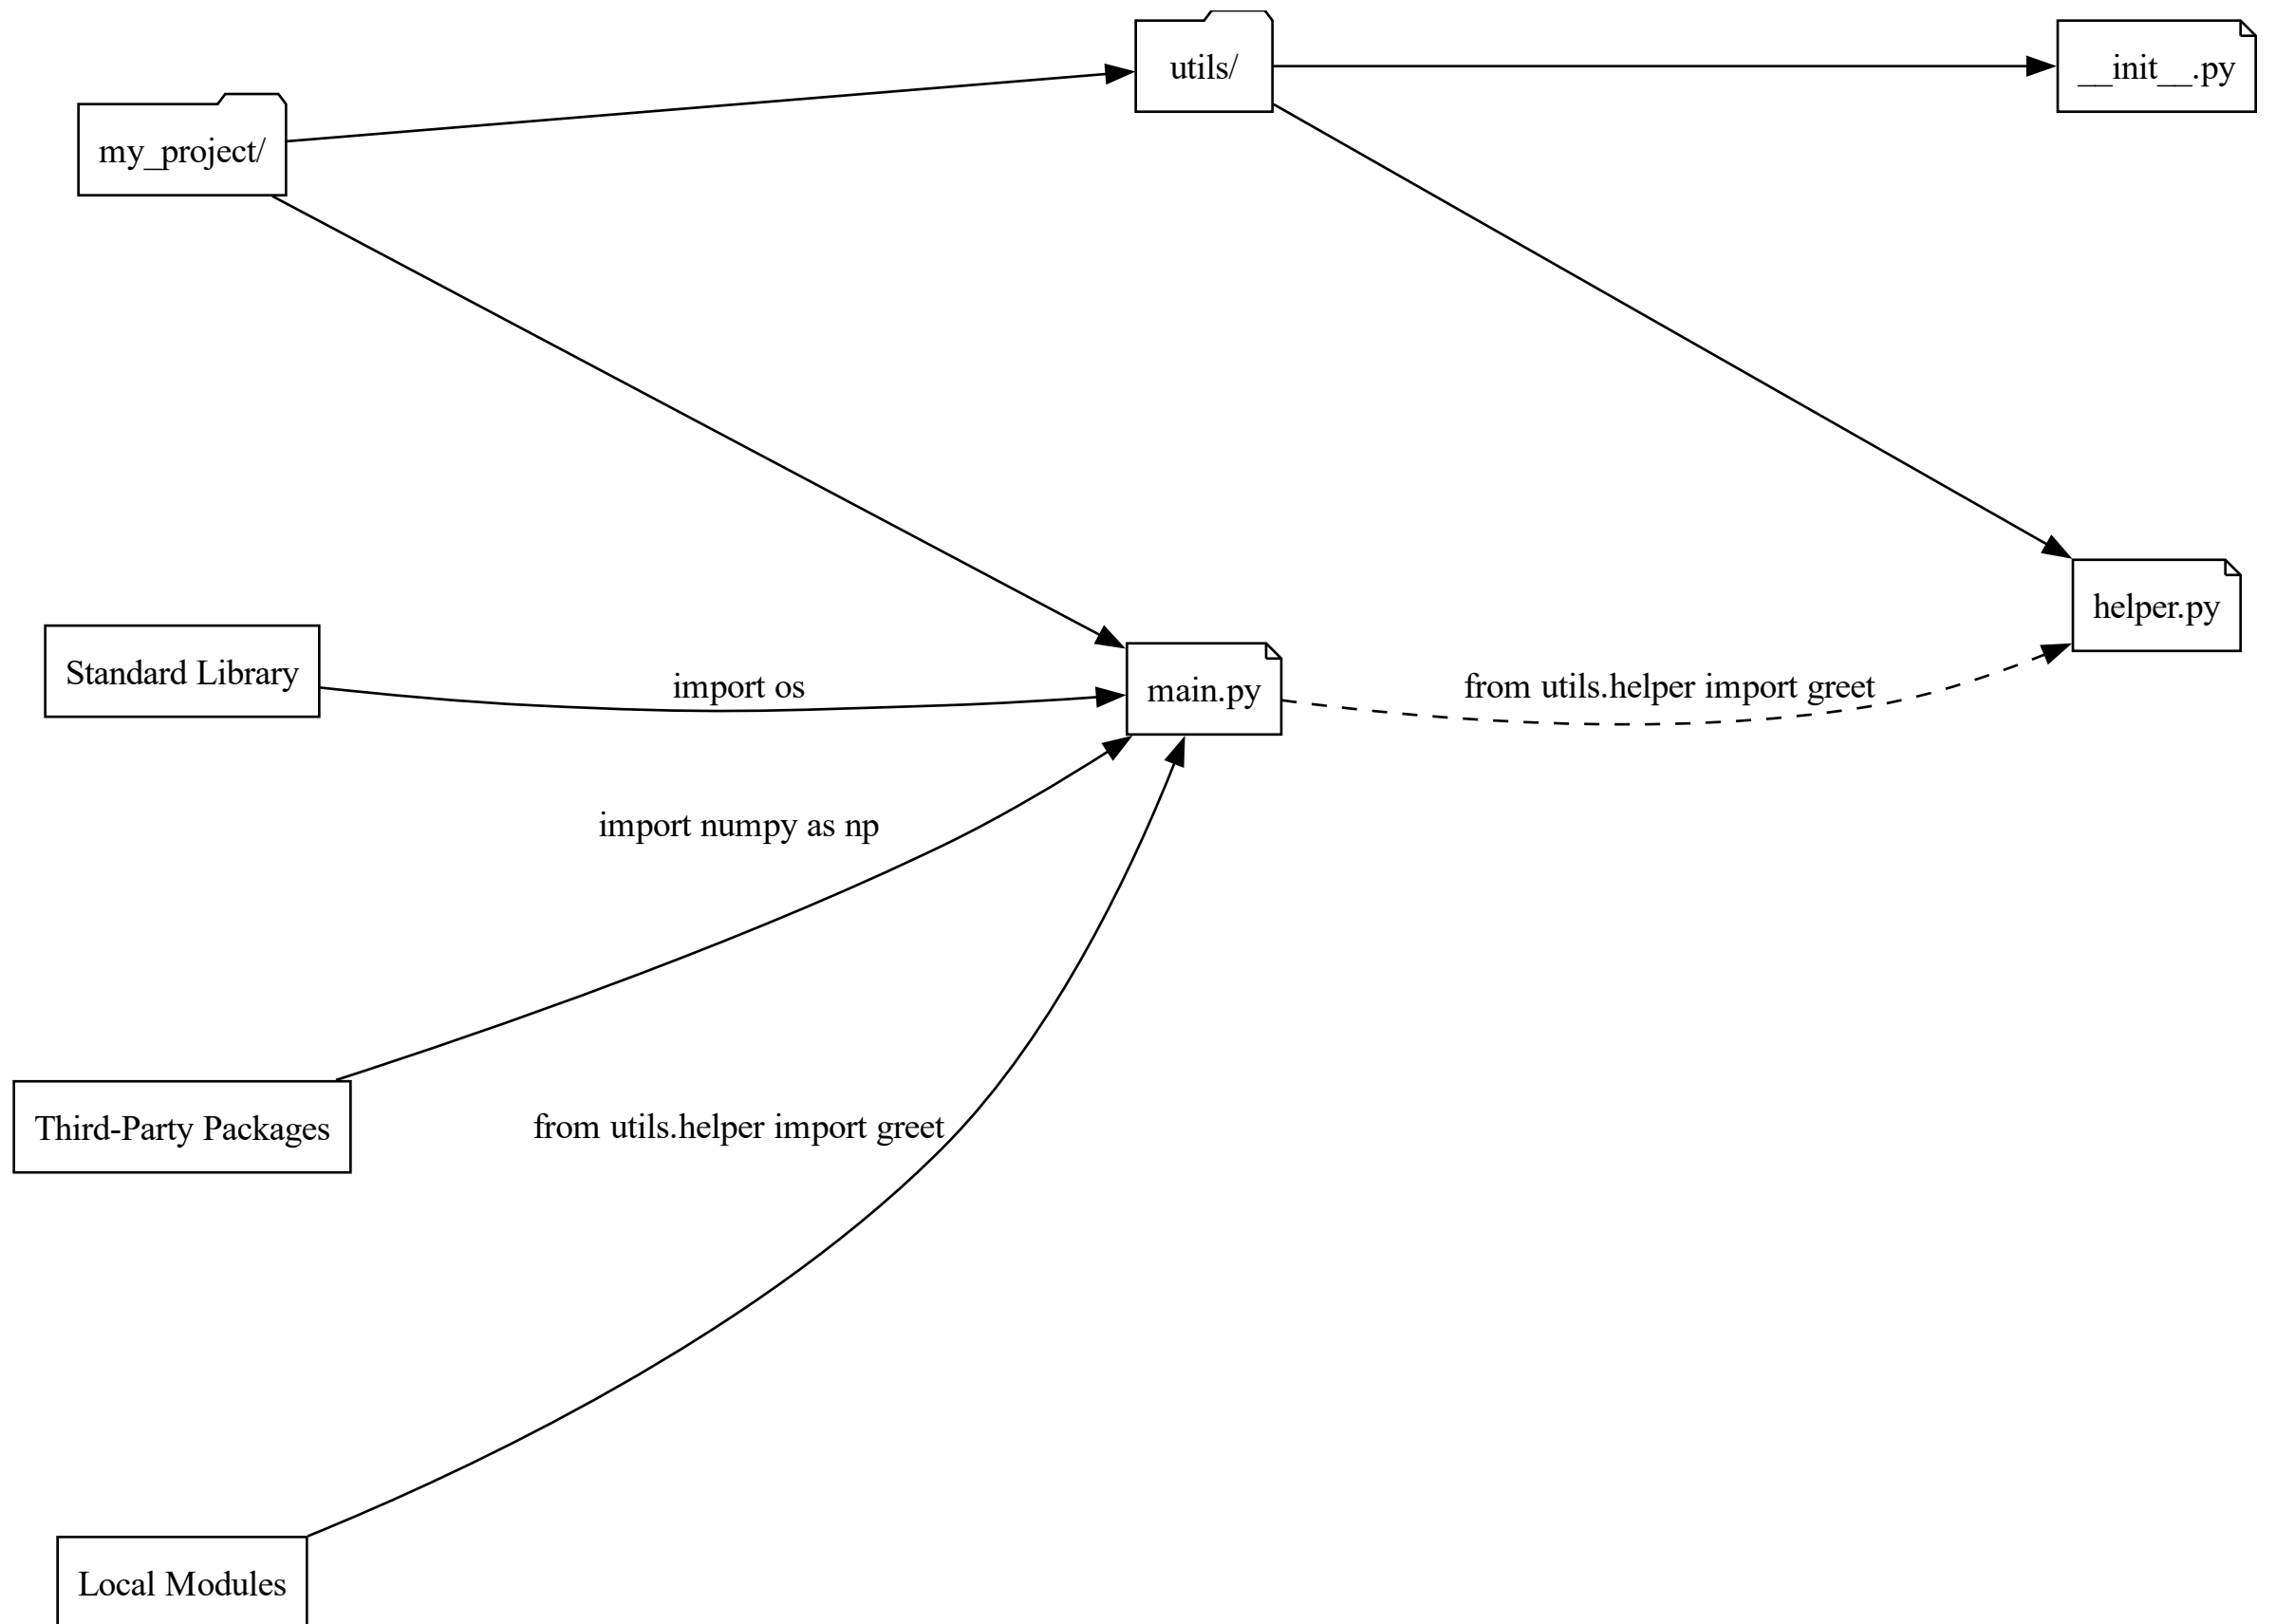 utils/
__init__.py
my_project/
helper.py
Standard Library
import os
main.py
from utils.helper import greet
import numpy as np
Third-Party Packages
from utils.helper import greet
Local Modules